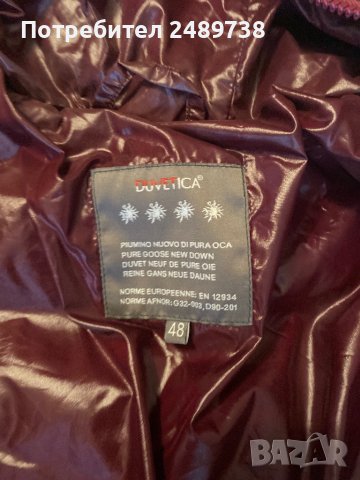 Потребител 2489738
DUVETICA®
PIUMINO NUOVO DI PURA OCA
PURE GOOSE NEW DOWN
DUVET NEUF DE PURE OIE
REINE GANS NEUE DAUNE
NORME EUROPEENNE: EN 12934
NORME AFNOR: G32-003, D90-201
48
BAZAR